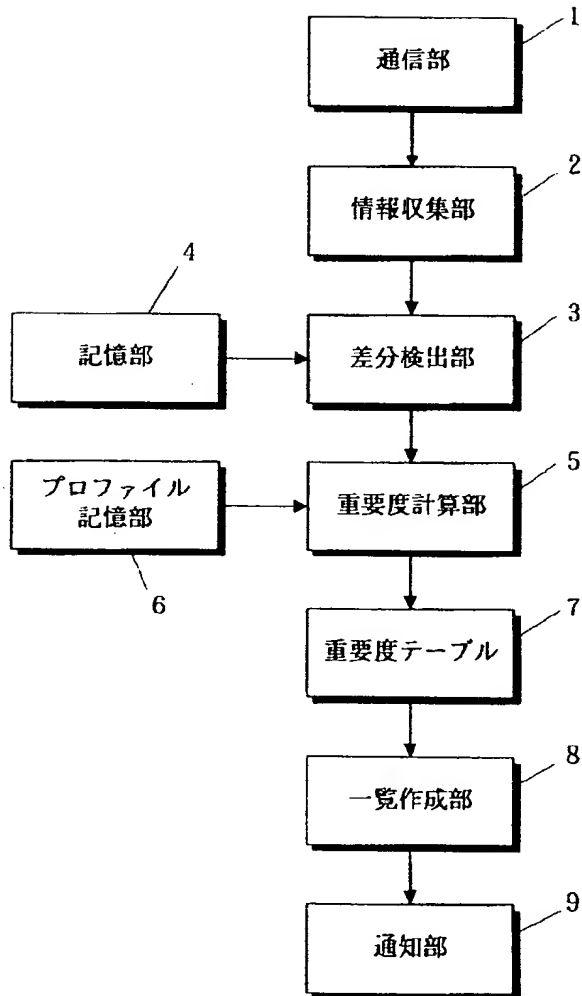 1
通信部
2
情報収集部
4
3
記憶部
差分検出部
5
プロファイル
記憶部
重要度計算部
6
7
重要度テーブル
8
一覧作成部
9
通知部